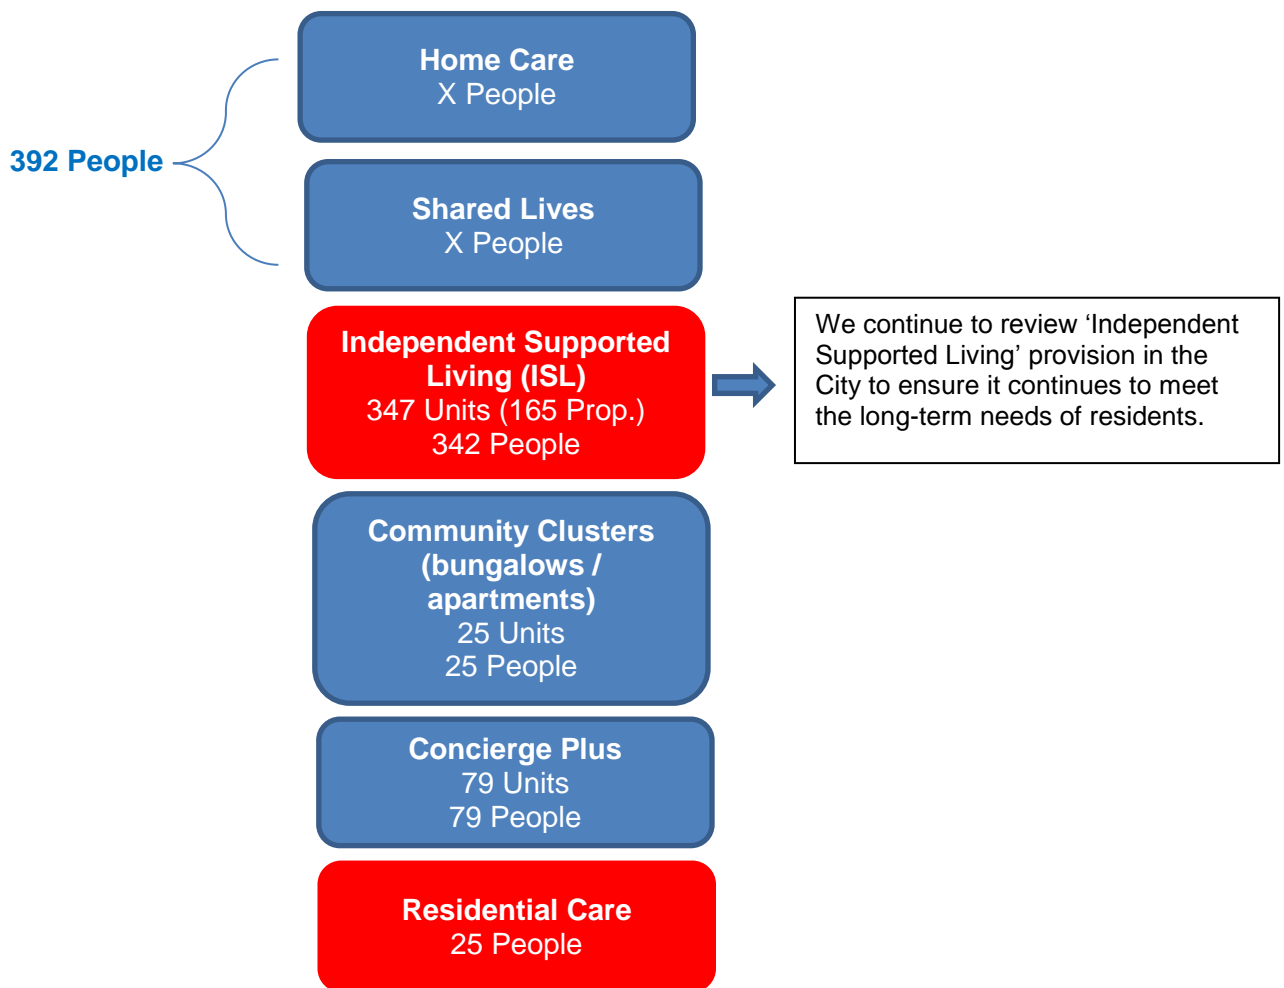 Home Care
X People
392 People
Shared Lives
X People
Independent Supported
Living (ISL)
347 Units (165 Prop.)
342 People
We continue to review ‘Independent
Supported Living’ provision in the
City to ensure it continues to meet
the long-term needs of residents.
Community Clusters
(bungalows /
apartments)
25 Units
25 People
Concierge Plus
79 Units
79 People
Residential Care
25 People